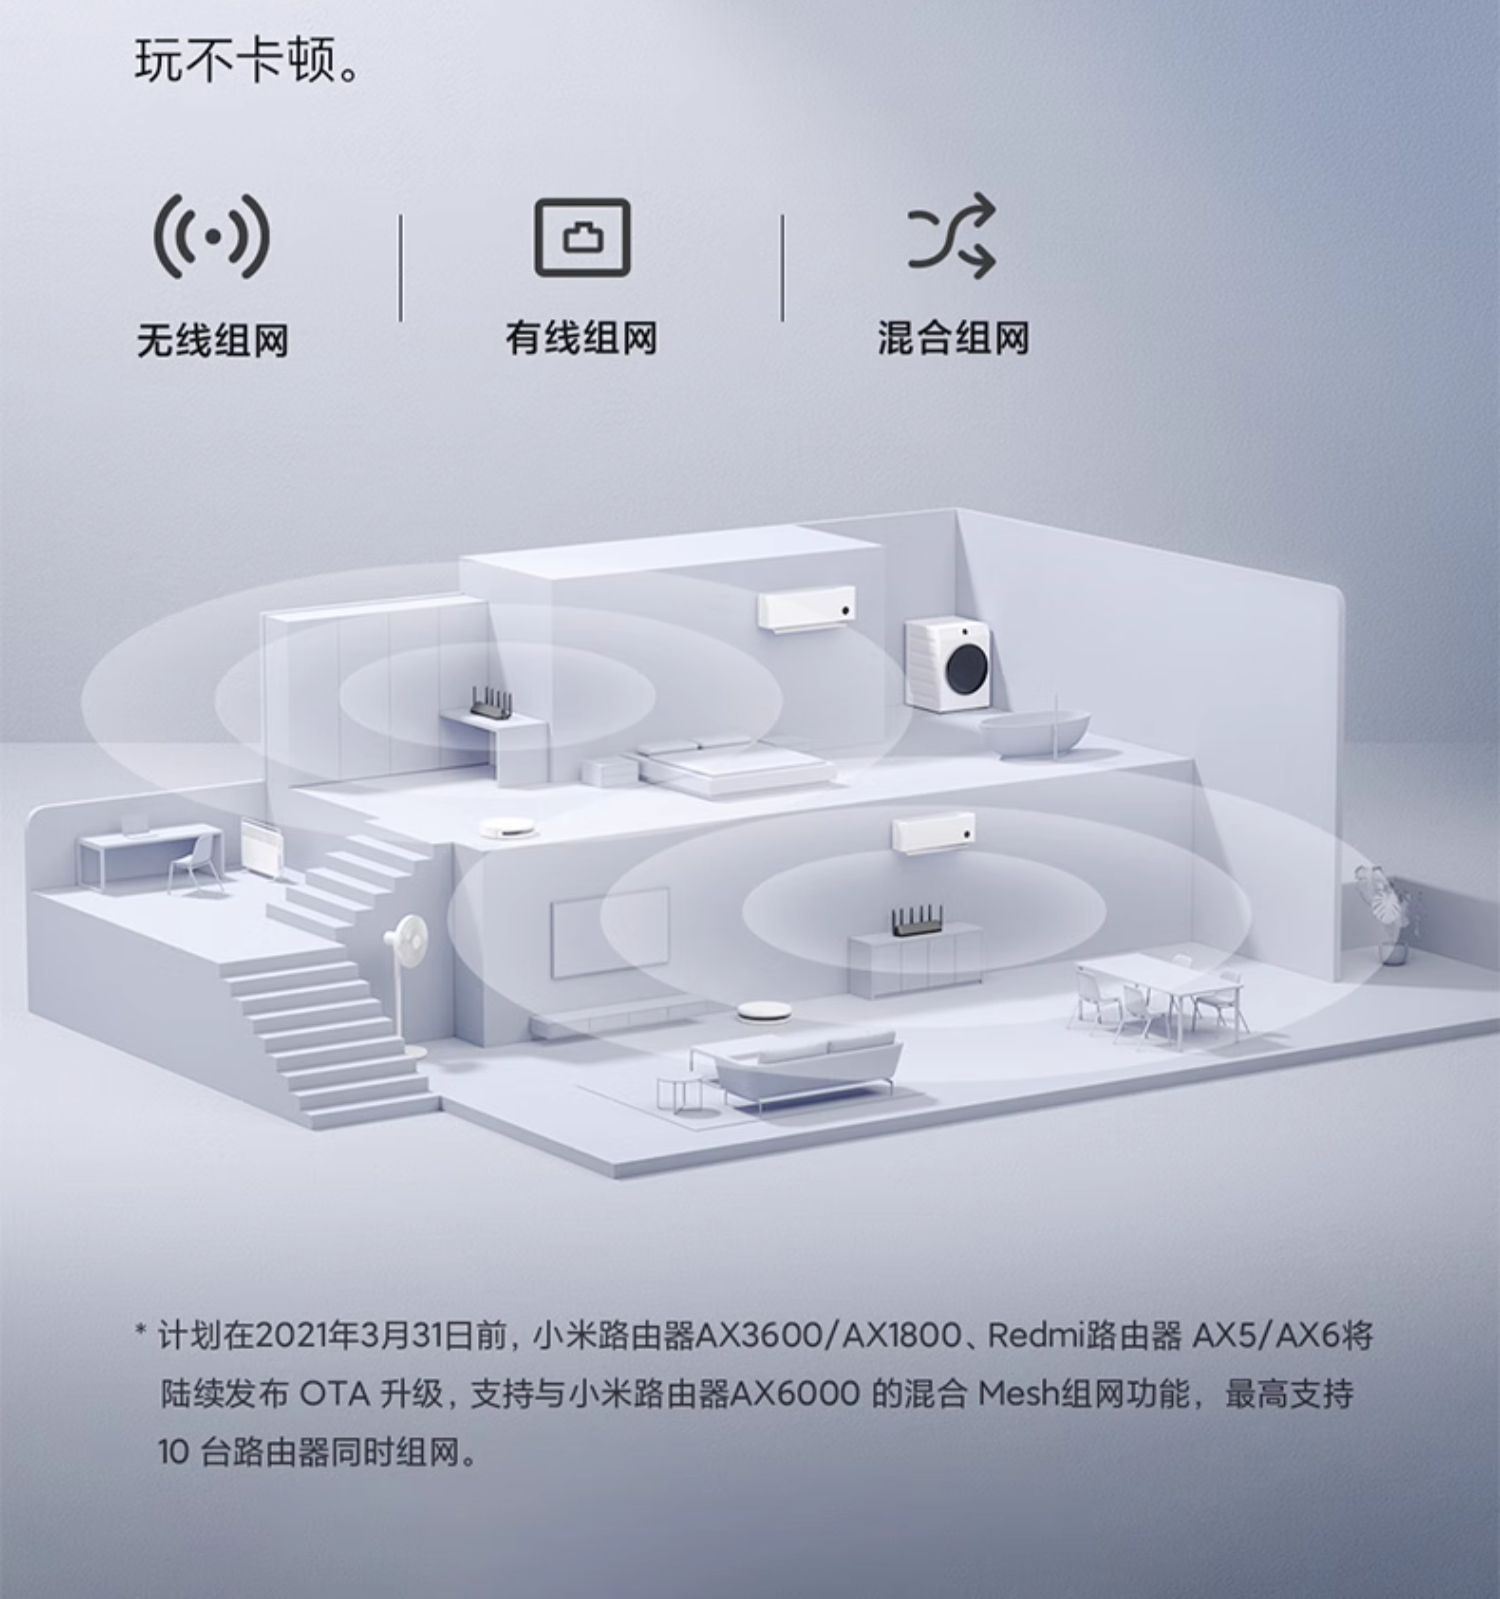 玩不卡顿。
无线组网
有线组网
混合组网
* 计划在2021年3月31日前，小米路由器AX3600/AX1800、Redmi路由器 AX5/AX6将
陆续发布 OTA 升级，支持与小米路由器AX6000 的混合 Mesh组网功能，最高支持
10 台路由器同时组网。